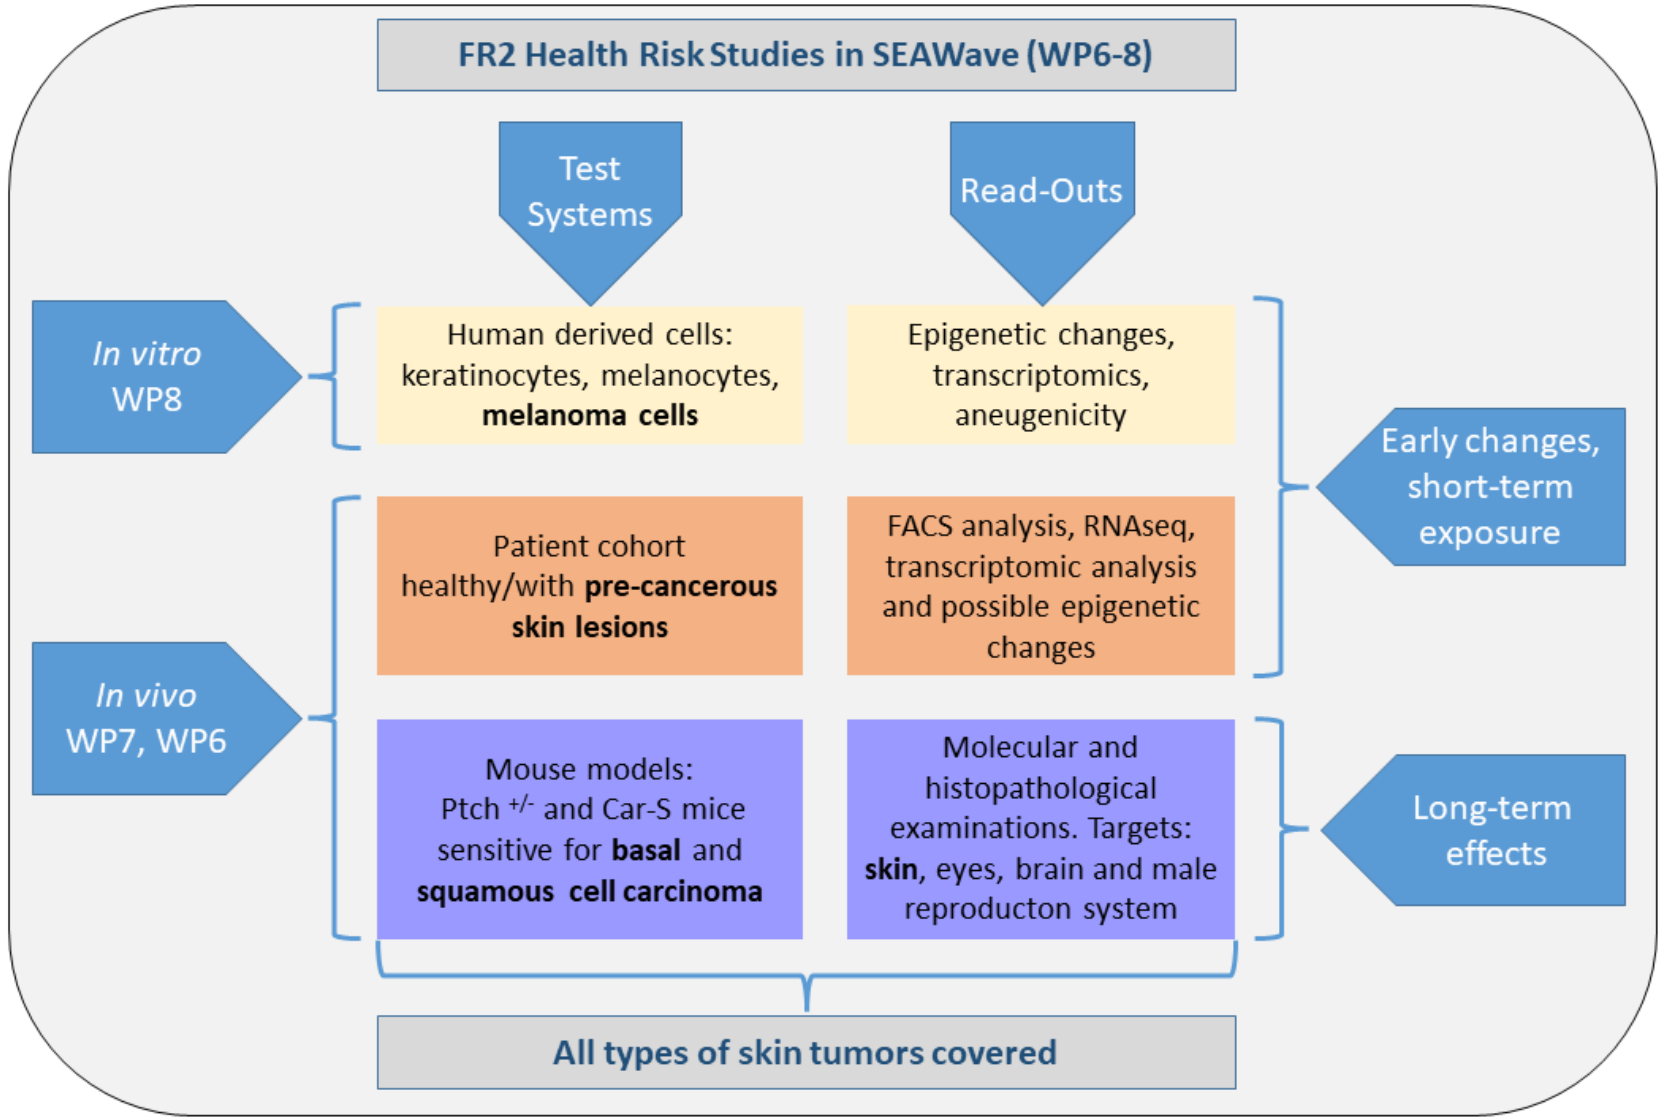 FR2 Health Risk Studies in SEAWave (WP6-8)
Test
Systems
Read-Outs
In vitro
WP8
Human derived cells:
keratinocytes, melanocytes,
melanoma cells
Epigenetic changes,
transcriptomics,
aneugenicity
Early changes,
short-term
exposure
In vivo
WP7, WP6
Patient cohort
healthy/with pre-cancerous
skin lesions
FACS analysis, RNAseq,
transcriptomic analysis
and possible epigenetic
changes
Mouse models:
Ptch +/- and Car-S mice
sensitive for basal and
squamous cell carcinoma
Molecular and
histopathological
examinations. Targets:
skin, eyes, brain and male
reproducton system
Long-term
effects
All types of skin tumors covered